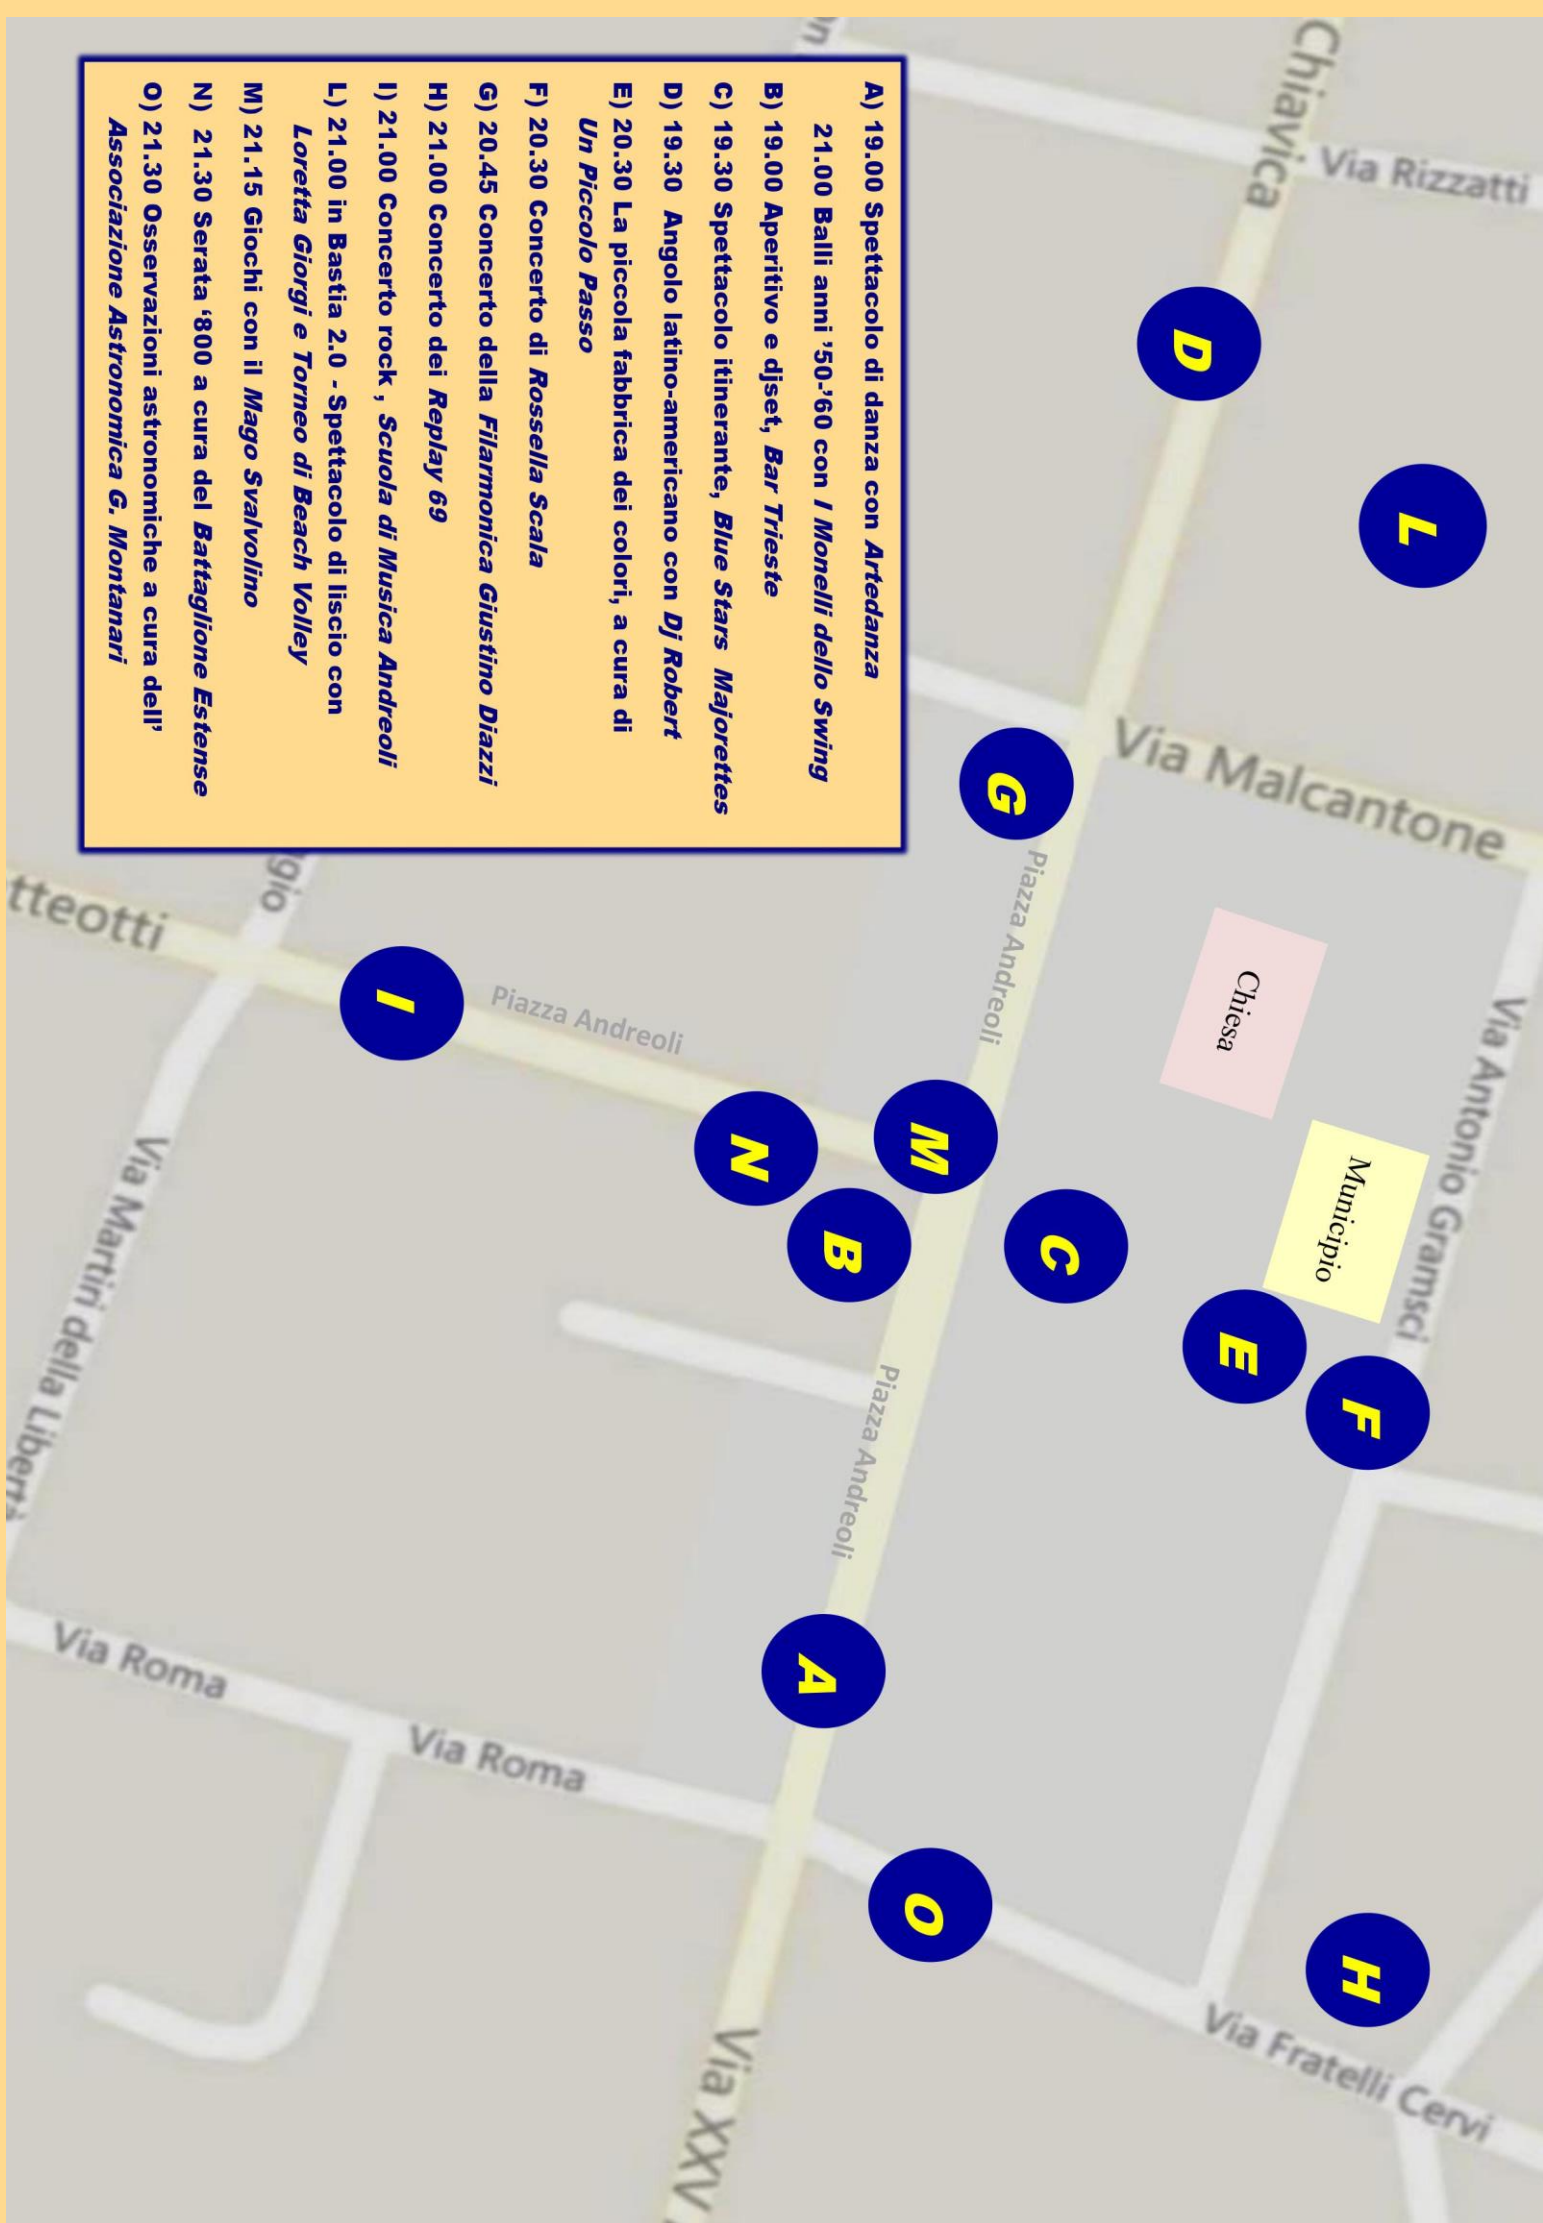 A) 19.00 Spettacolo di danza con Artedanza
21.00 Balli anni '50-'60 con I Monelli dello Swing
B) 19.00 Aperitivo e djset, Bar Trieste
C) 19.30 Spettacolo itinerante, Blue Stars Majorettes
D) 19.30 Angolo latino-americano con Dj Robert
E) 20.30 La piccola fabbrica dei colori, a cura di
Un Piccolo Passo
F) 20.30 Concerto di Rossella Scala
G) 20.45 Concerto della Filarmonica Giustino Diazzi
H) 21.00 Concerto dei Replay 69
I) 21.00 Concerto rock , Scuola di Musica Andreoli
L) 21.00 in Bastia 2.0 - Spettacolo di liscio con
Loretta Giorgi e Torneo di Beach Volley
M) 21.15 Giochi con il Mago Svalvolino
N) 21.30 Serata ‘800 a cura del Battaglione Estense
O) 21.30 Osservazioni astronomiche a cura dell’
Associazione Astronomica G. Montanari
Chiavica
Via Rizzatti
D
L
Via Malcantone
G
Piazza Andreoli
Chiesa
Via Antonio Gramsci
Municipio
tteotti
ggio
I
Piazza Andreoli
N
M
B
C
E
F
Via Martiri della Libertà
Piazza Andreoli
A
Via Roma
Via Roma
O
H
Via Fratelli Cervi
Via XXV